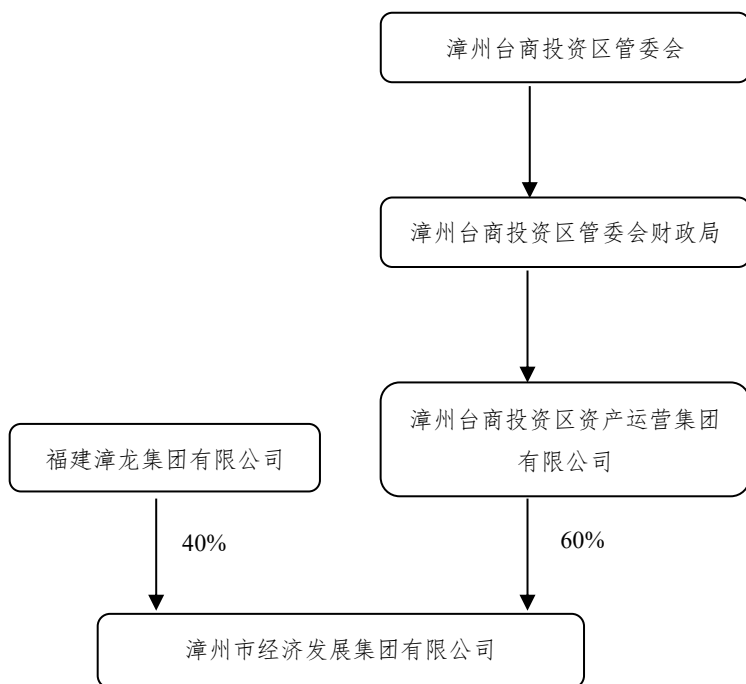 漳州台商投资区管委会
漳州台商投资区管委会财政局
漳州台商投资区资产运营集团
有限公司
福建漳龙集团有限公司
40%
60%
漳州市经济发展集团有限公司